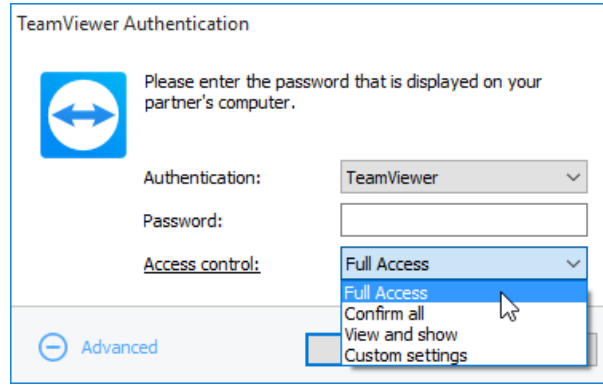 TeamViewer Authentication
Please enter the password that is displayed on your
partner's computer.
Authentication: TeamViewer
Password:
Access control: Full Access
Full Access
Confirm all
View and show
Custom settings
Advanced